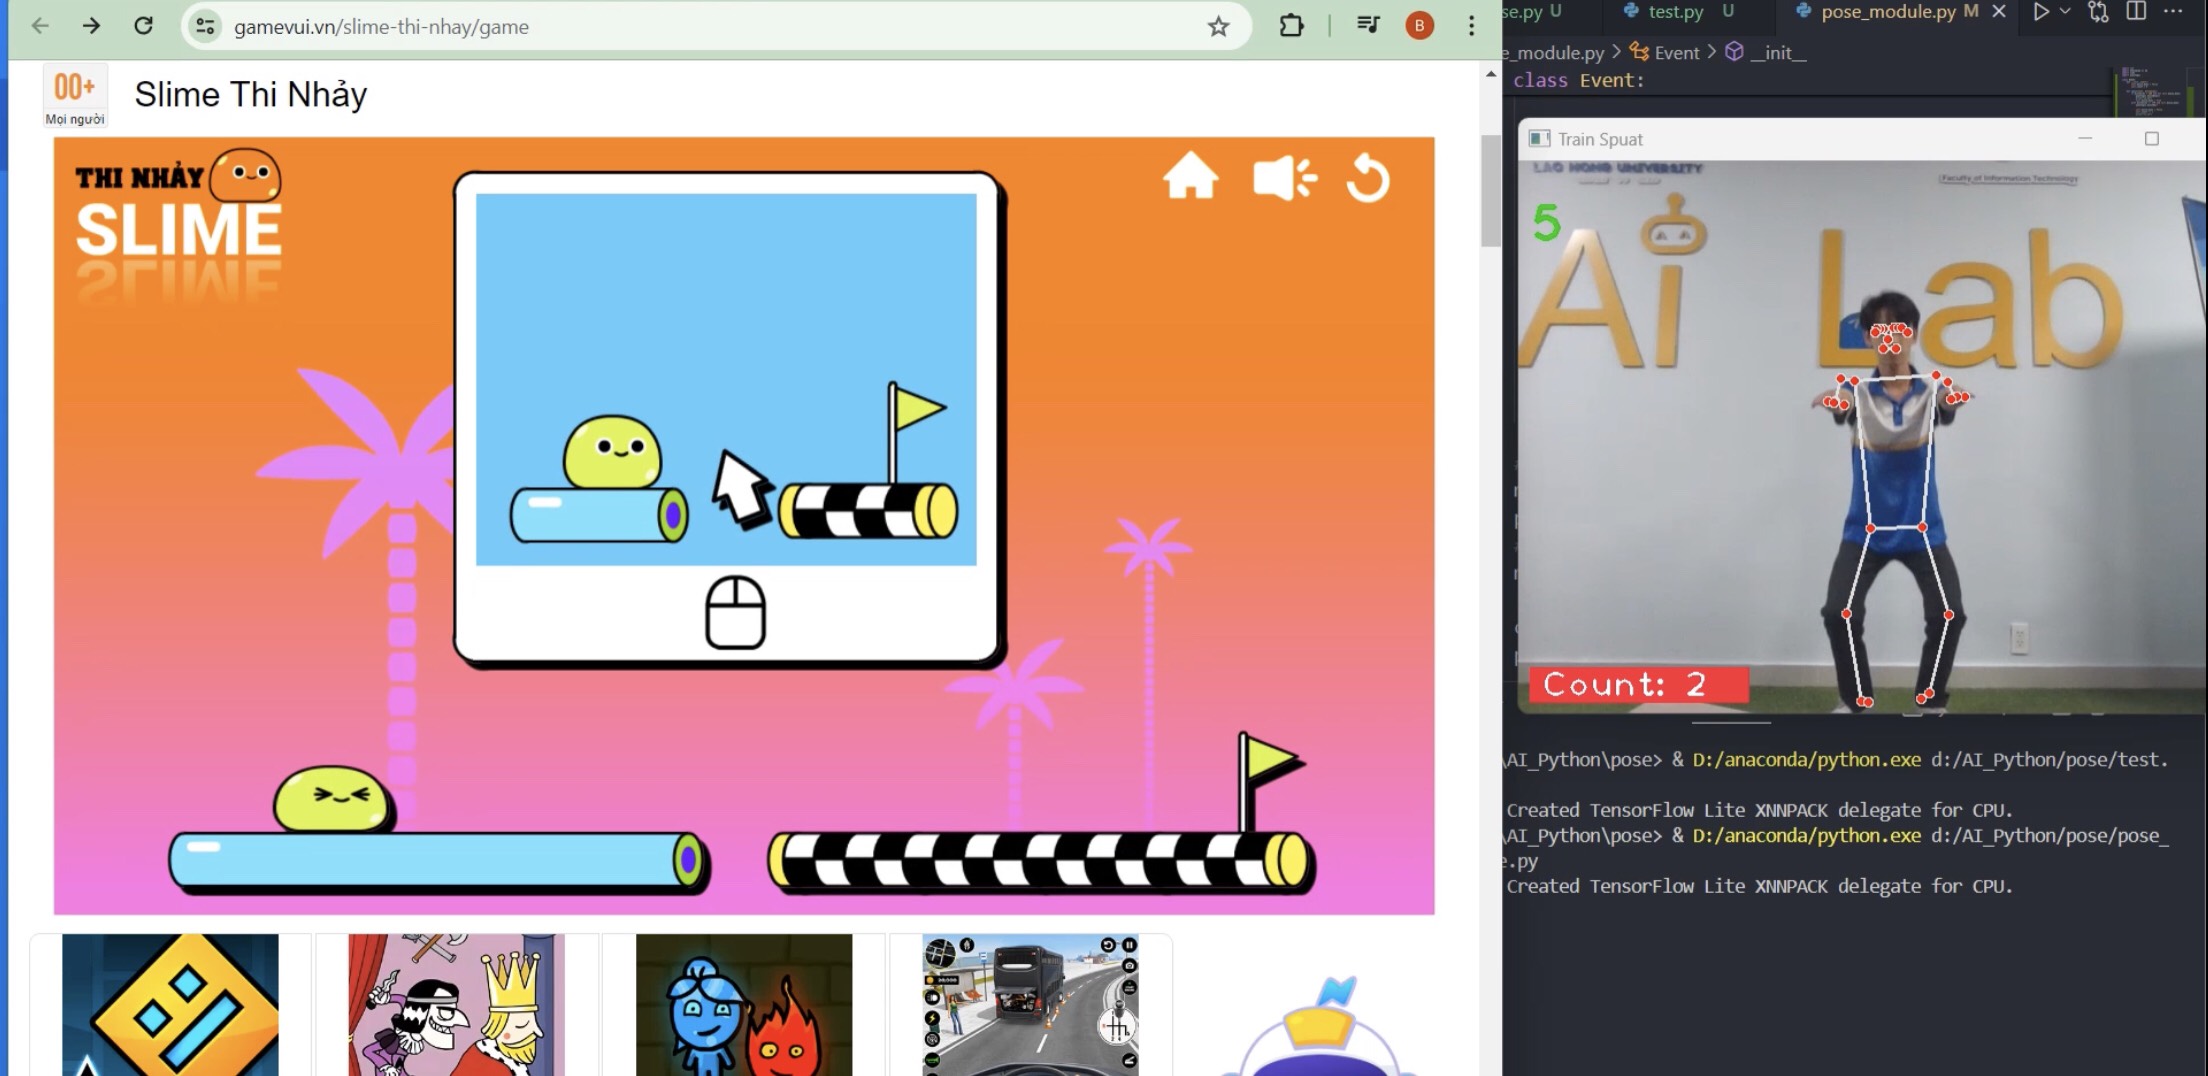 gamevui.vn/slime-thi-nhay/game
B
00+
Mọi người
Slime Thi Nhảy
THI NHẢY
SLIME
se.py U
test.py U
pose_module.py M
e_module.py > Event > __init__
class Event:
Train Spuat
LAC HONG UNIVERSITY
Faculty of Information Technology
5
Ai Lab
Count: 2
\AI_Python\pose> & D:/anaconda/python.exe d:/AI_Python/pose/test.
Created TensorFlow Lite XNNPACK delegate for CPU.
\AI_Python\pose> & D:/anaconda/python.exe d:/AI_Python/pose/pose_
e.py
Created TensorFlow Lite XNNPACK delegate for CPU.